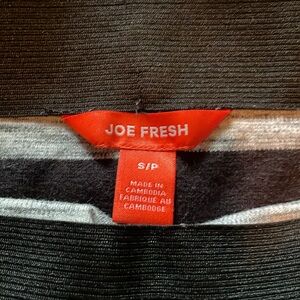 JOE FRESH
S/P
MADE IN
CAMBODIA
FABRIQUÉ AU
CAMBODGE